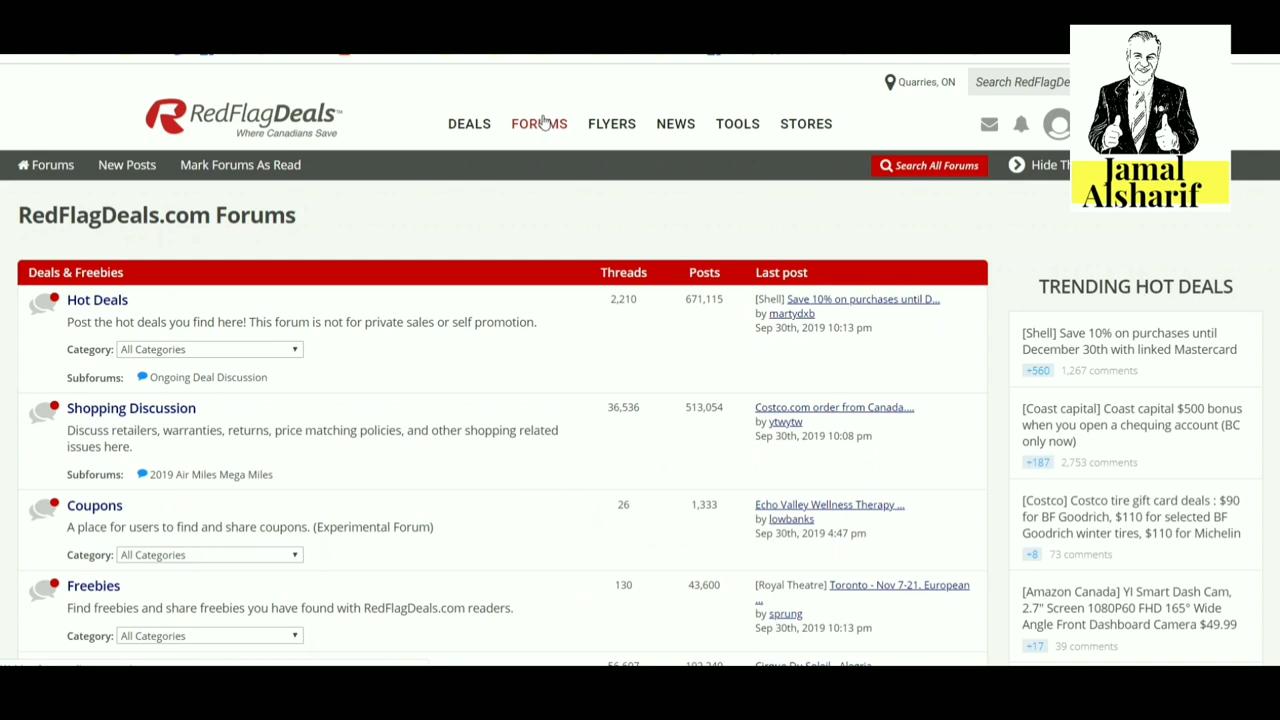 Quarries, ON
Search RedFlagDe
RedFlagDeals™
Where Canadians Save
DEALS FORUMS FLYERS NEWS TOOLS STORES
Jamal
Alsharif
Forums New Posts Mark Forums As Read
Search All Forums
Hide Th
RedFlagDeals.com Forums
Deals & Freebies Threads Posts Last post
Hot Deals
Post the hot deals you find here! This forum is not for private sales or self promotion.
Category: All Categories
Subforums: Ongoing Deal Discussion
2,210 671,115
[Shell] Save 10% on purchases until D...
by martydxb
Sep 30th, 2019 10:13 pm
Shopping Discussion
Discuss retailers, warranties, returns, price matching policies, and other shopping related
issues here.
Subforums: 2019 Air Miles Mega Miles
36,536 513,054
Costco.com order from Canada....
by ytwytw
Sep 30th, 2019 10:08 pm
Coupons
A place for users to find and share coupons. (Experimental Forum)
Category: All Categories
26 1,333
Echo Valley Wellness Therapy ...
by lowbanks
Sep 30th, 2019 4:47 pm
Freebies
Find freebies and share freebies you have found with RedFlagDeals.com readers.
Category: All Categories
130 43,600
[Royal Theatre] Toronto - Nov 7-21. European
...
by sprung
Sep 30th, 2019 10:13 pm
TRENDING HOT DEALS
[Shell] Save 10% on purchases until
December 30th with linked Mastercard
+560 1,267 comments
[Coast capital] Coast capital $500 bonus
when you open a chequing account (BC
only now)
+187 2,753 comments
[Costco] Costco tire gift card deals : $90
for BF Goodrich, $110 for selected BF
Goodrich winter tires, $110 for Michelin
+8 73 comments
[Amazon Canada] YI Smart Dash Cam,
2.7" Screen 1080P60 FHD 165° Wide
Angle Front Dashboard Camera $49.99
+17 39 comments